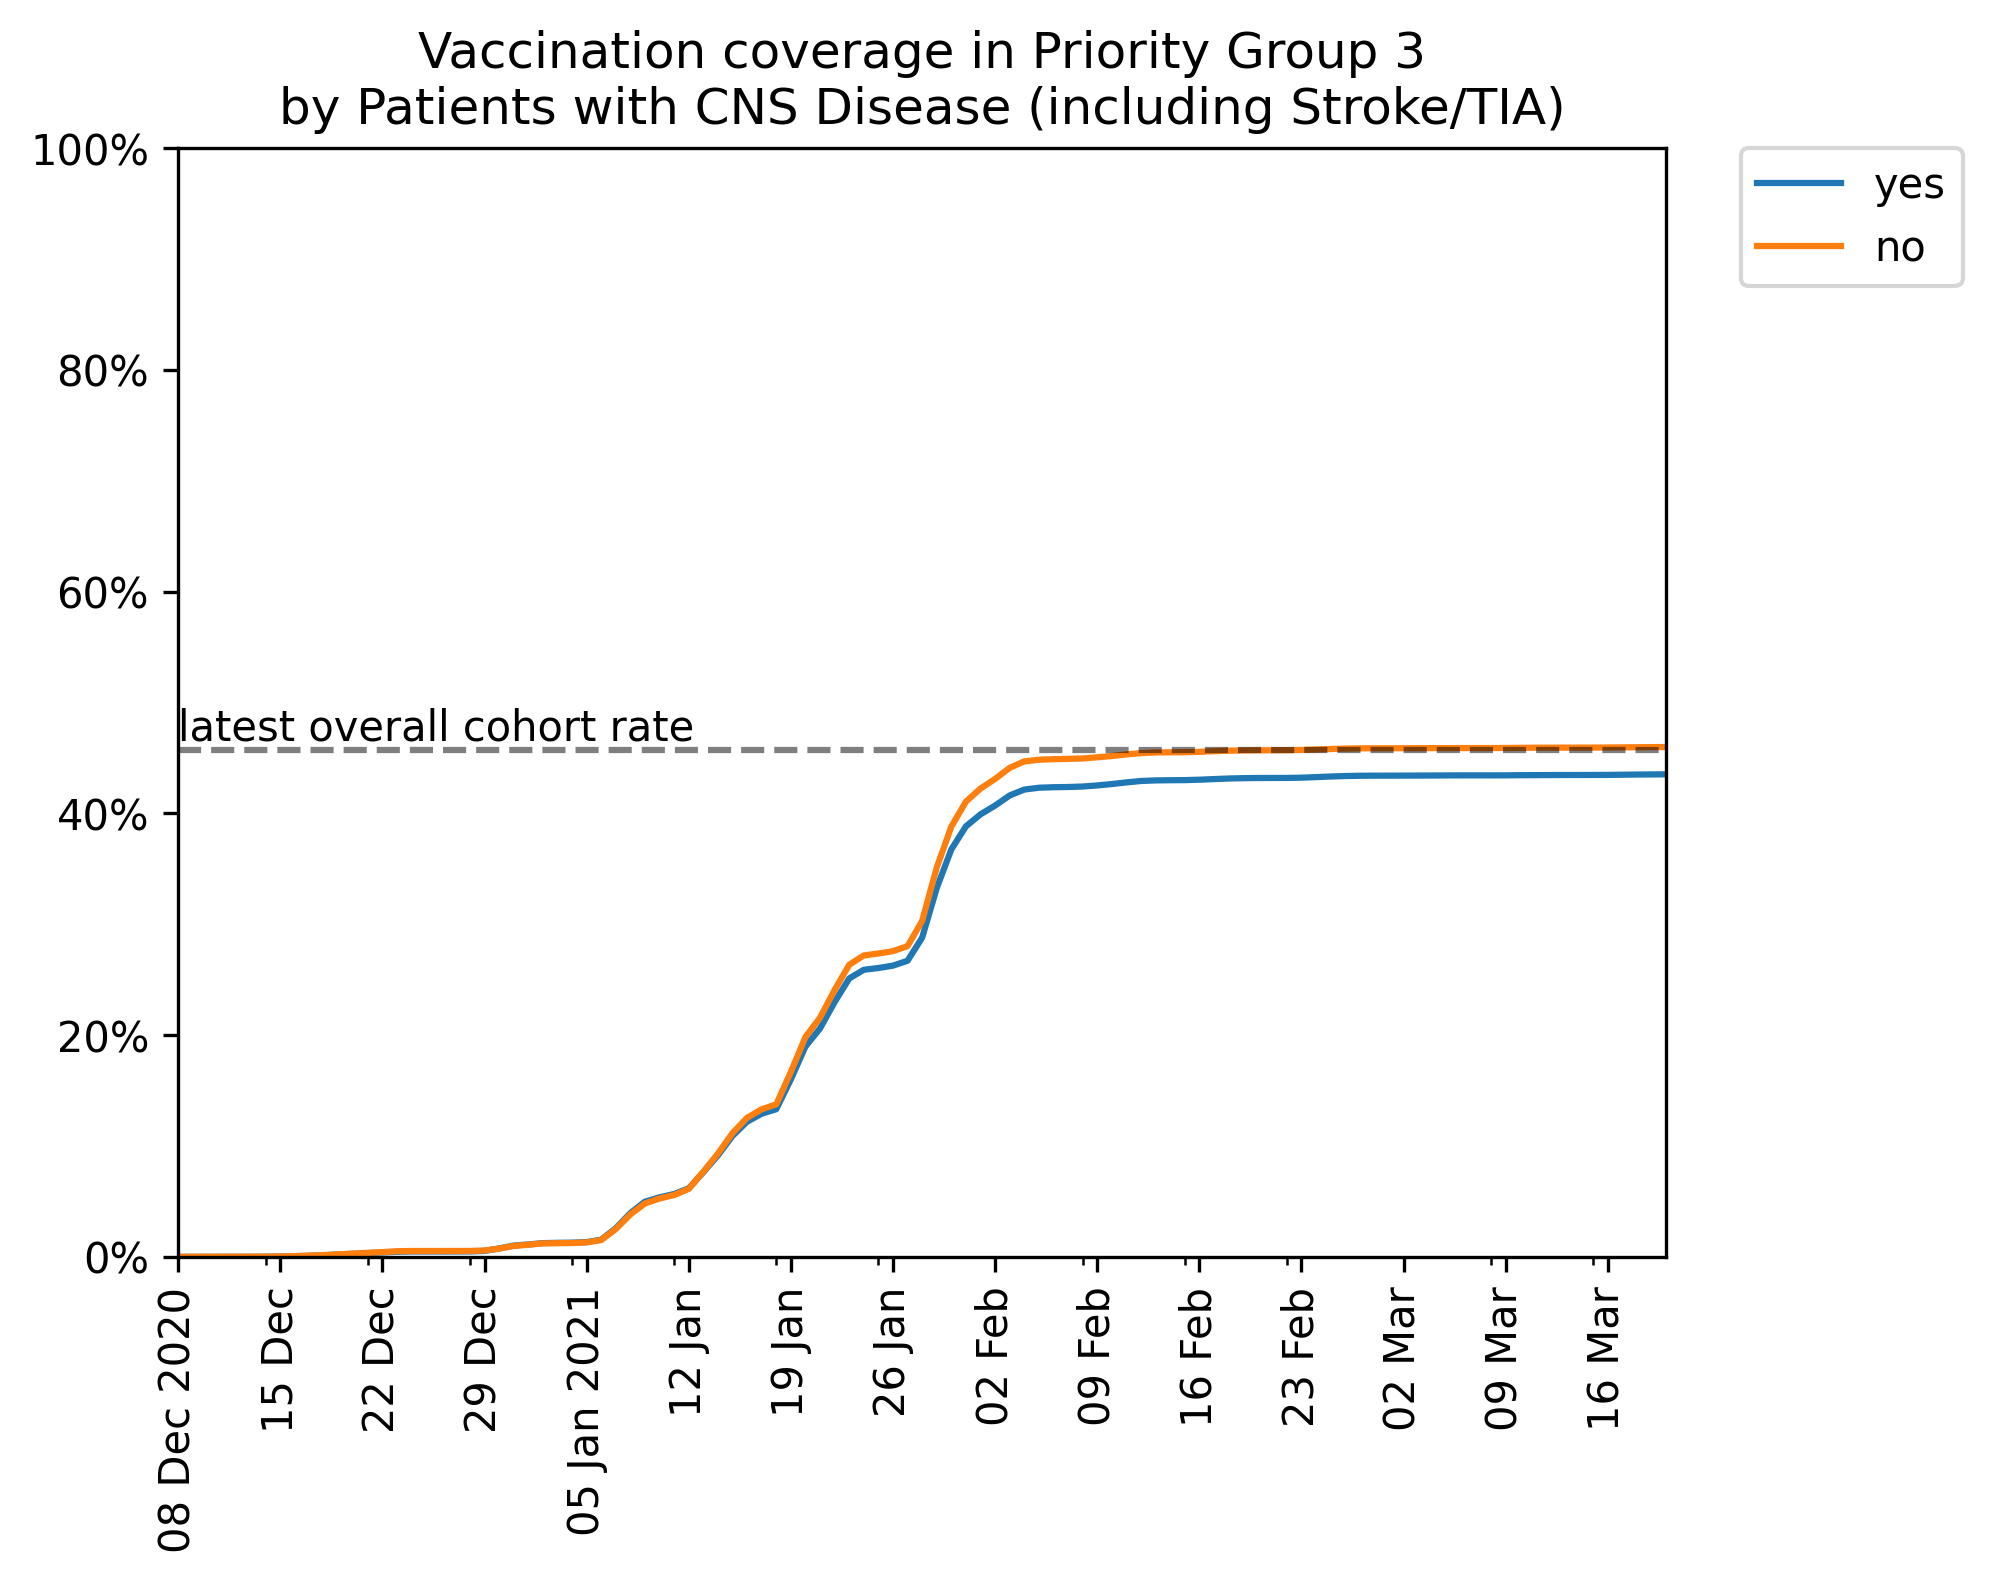 Vaccination coverage in Priority Group 3
by Patients with CNS Disease (including Stroke/TIA)
100%
80%
60%
40%
20%
0%
latest overall cohort rate
yes
no
08 Dec 2020
15 Dec
22 Dec
29 Dec
05 Jan 2021
12 Jan
19 Jan
26 Jan
02 Feb
09 Feb
16 Feb
23 Feb
02 Mar
09 Mar
16 Mar